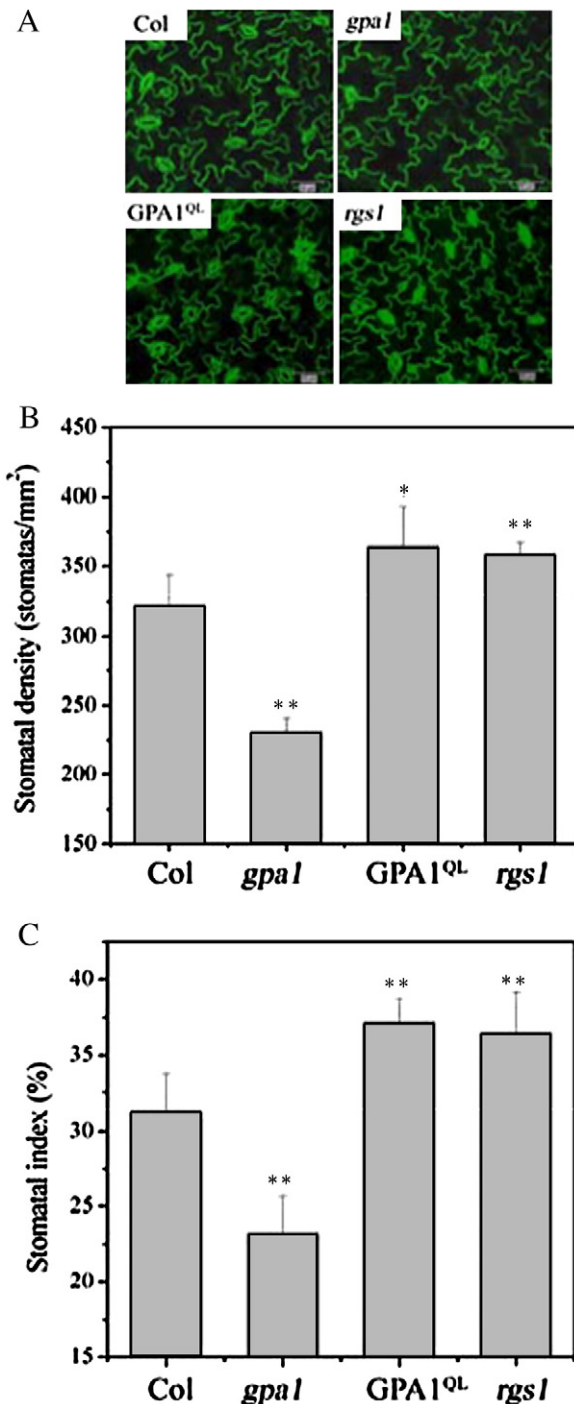 A
Col
gpa1
GPA1QL
rgs1
B
Stomatal density (stomatas/mm2)
450
400
350
300
250
200
150
*
**
**
Col
gpa1
GPA1QL
rgs1
C
Stomatal index (%)
40
35
30
25
20
15
**
**
**
Col
gpa1
GPA1QL
rgs1